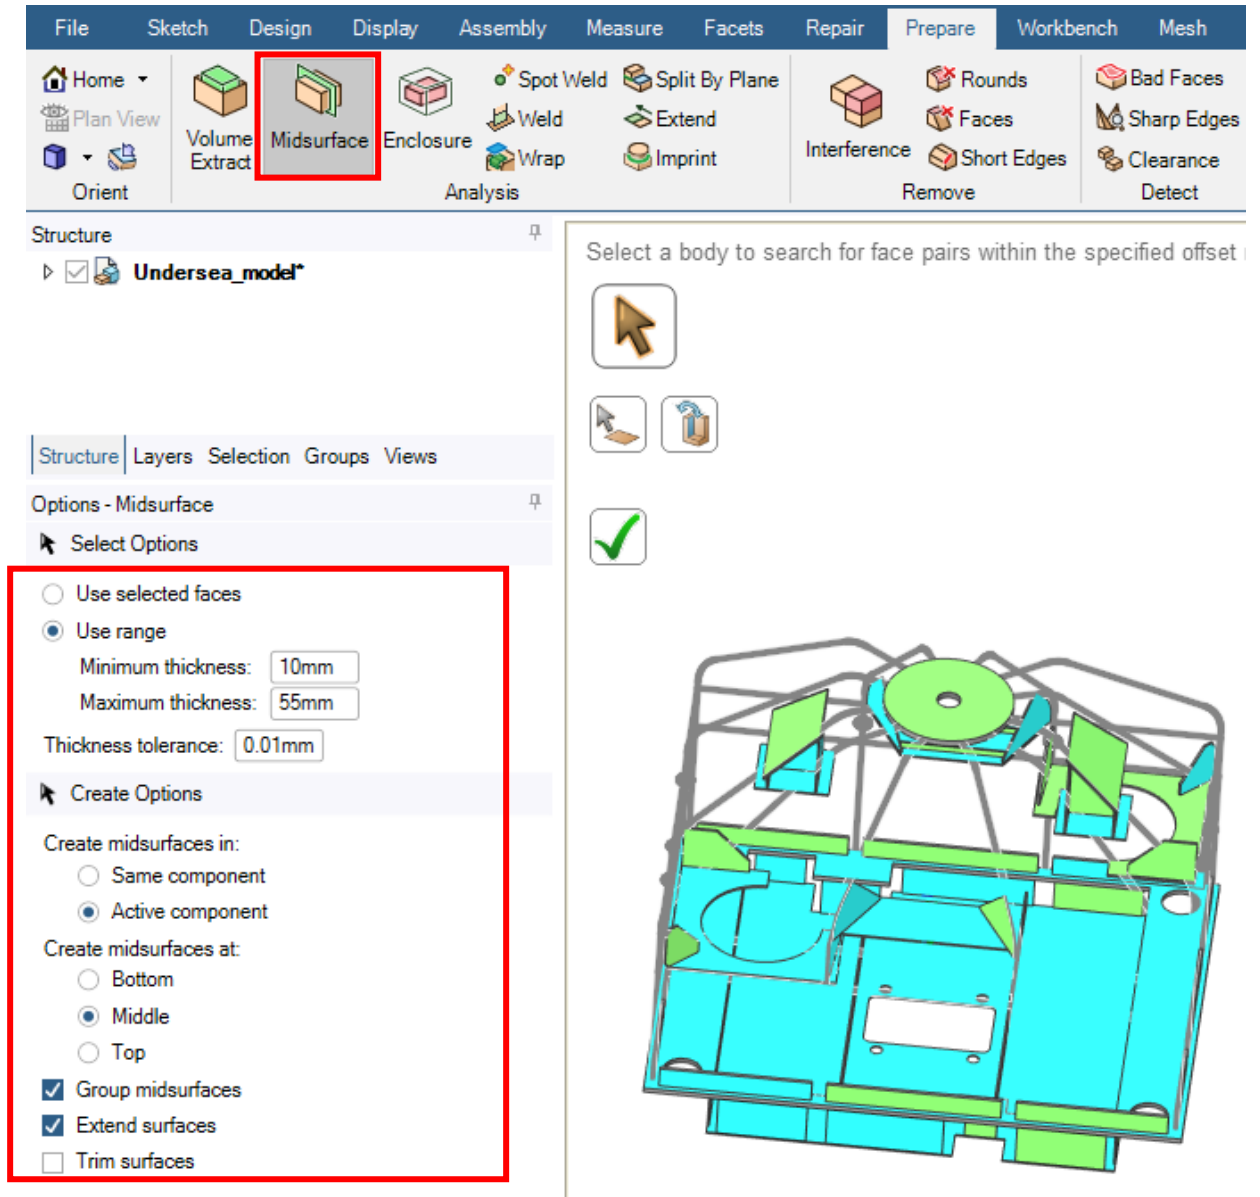 File Sketch Design Display Assembly Measure Facets Repair Prepare Workbench Mesh
Home Spot Weld Split By Plane Rounds Bad Faces
Plan View Weld Extend Faces Sharp Edges
Volume Extract Midsurface Enclosure Wrap Imprint Interference Short Edges Clearance
Orient Analysis Remove Detect
Structure
Undersea_model*
Select a body to search for face pairs within the specified offset
Structure Layers Selection Groups Views
Options - Midsurface
Select Options
Use selected faces
Use range
Minimum thickness: 10mm
Maximum thickness: 55mm
Thickness tolerance: 0.01mm
Create Options
Create midsurfaces in:
Same component
Active component
Create midsurfaces at:
Bottom
Middle
Top
Group midsurfaces
Extend surfaces
Trim surfaces